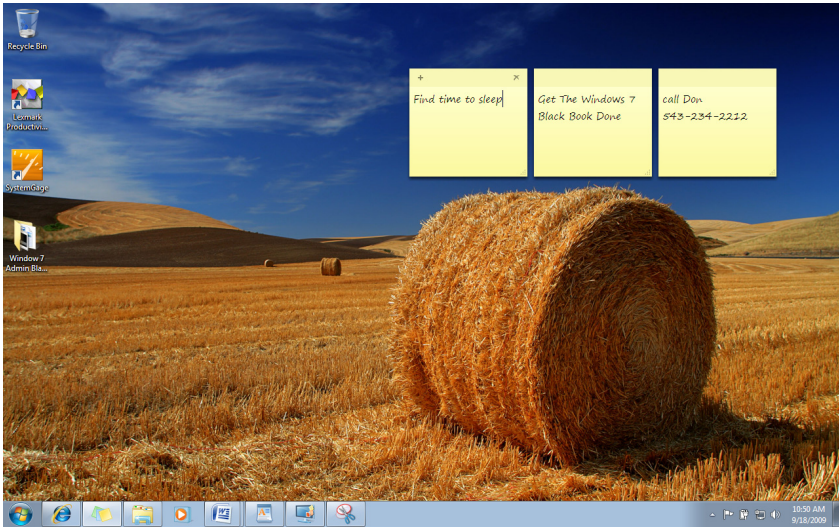 Recycle Bin
Lexmark
Productivi...
SystemGage
Window 7
Admin Bla...
Find time to sleep
Get The Windows 7
Black Book Done
call Don
543-234-2212
10:50 AM
9/18/2009